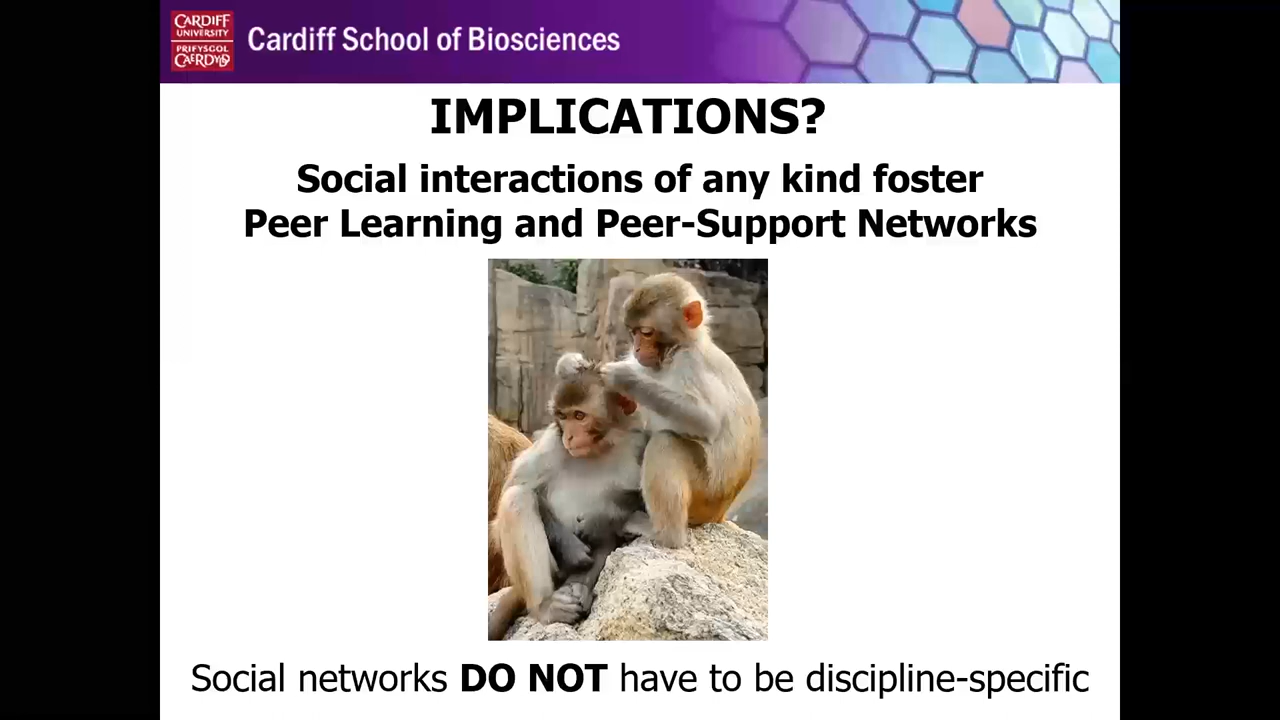 CARDIFF
UNIVERSITY
PRIFYSGOL
CAERDYDD
Cardiff School of Biosciences
IMPLICATIONS?
Social interactions of any kind foster
Peer Learning and Peer-Support Networks
Social networks DO NOT have to be discipline-specific